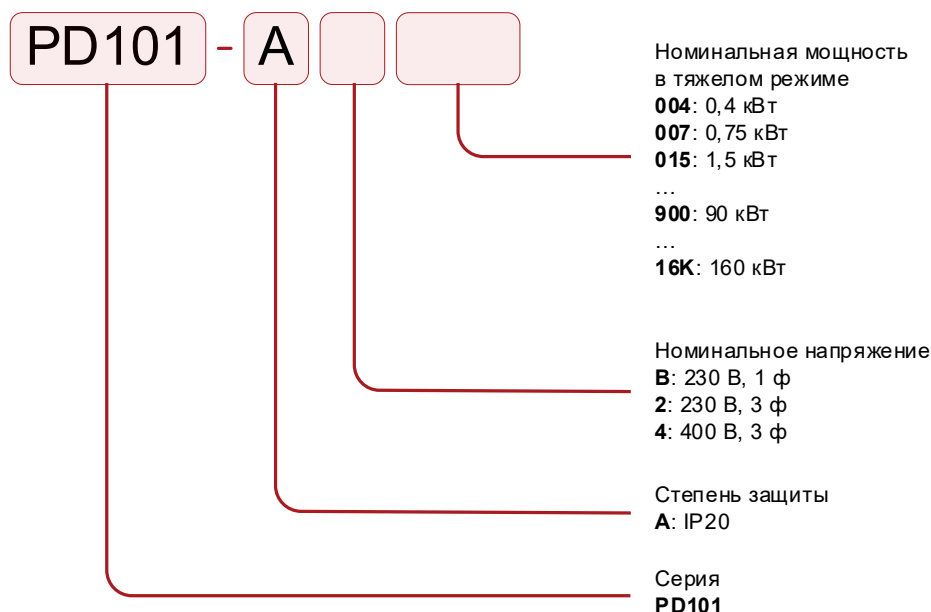 PD101 - A
Номинальная мощность
в тяжелом режиме
004: 0,4 кВт
007: 0,75 кВт
015: 1,5 кВт
...
900: 90 кВт
...
16K: 160 кВт
Номинальное напряжение
B: 230 В, 1 ф
2: 230 В, 3 ф
4: 400 В, 3 ф
Степень защиты
A: IP20
Серия
PD101